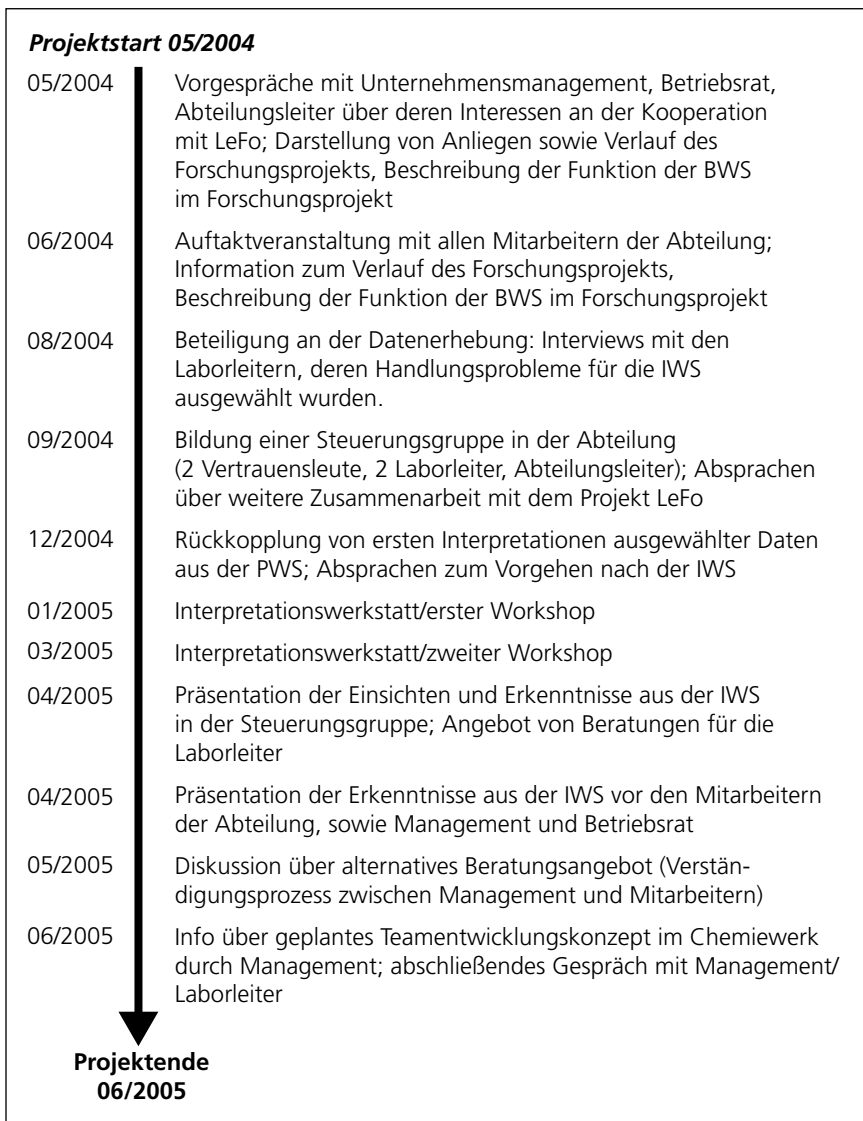 Projektstart 05/2004
05/2004 Vorgespräche mit Unternehmensmanagement, Betriebsrat,
Abteilungsleiter über deren Interessen an der Kooperation
mit LeFo; Darstellung von Anliegen sowie Verlauf des
Forschungsprojekts, Beschreibung der Funktion der BWS
im Forschungsprojekt
06/2004 Auftaktveranstaltung mit allen Mitarbeitern der Abteilung;
Information zum Verlauf des Forschungsprojekts,
Beschreibung der Funktion der BWS im Forschungsprojekt
08/2004 Beteiligung an der Datenerhebung: Interviews mit den
Laborleitern, deren Handlungsprobleme für die IWS
ausgewählt wurden.
09/2004 Bildung einer Steuerungsgruppe in der Abteilung
(2 Vertrauensleute, 2 Laborleiter, Abteilungsleiter); Absprachen
über weitere Zusammenarbeit mit dem Projekt LeFo
12/2004 Rückkopplung von ersten Interpretationen ausgewählter Daten
aus der PWS; Absprachen zum Vorgehen nach der IWS
01/2005 Interpretationswerkstatt/erster Workshop
03/2005 Interpretationswerkstatt/zweiter Workshop
04/2005 Präsentation der Einsichten und Erkenntnisse aus der IWS
in der Steuerungsgruppe; Angebot von Beratungen für die
Laborleiter
04/2005 Präsentation der Erkenntnisse aus der IWS vor den Mitarbeitern
der Abteilung, sowie Management und Betriebsrat
05/2005 Diskussion über alternatives Beratungsangebot (Verstän-
digungsprozess zwischen Management und Mitarbeitern)
06/2005 Info über geplantes Teamentwicklungskonzept im Chemiewerk
durch Management; abschließendes Gespräch mit Management/
Laborleiter
Projektende
06/2005